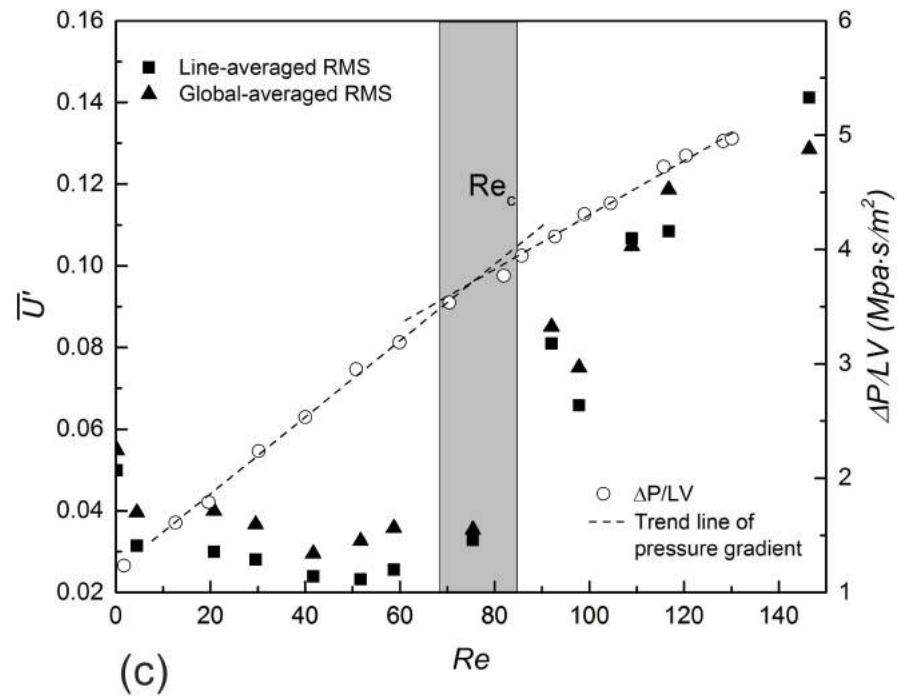 0.16
0.14
0.12
0.10
0.08
0.06
0.04
0.02
U̅'
6
5
4
3
2
1
ΔP/LV (Mpa·s/m²)
Line-averaged RMS
Global-averaged RMS
Re_c
ΔP/LV
Trend line of
pressure gradient
0 20 40 60 80 100 120 140
Re
(c)